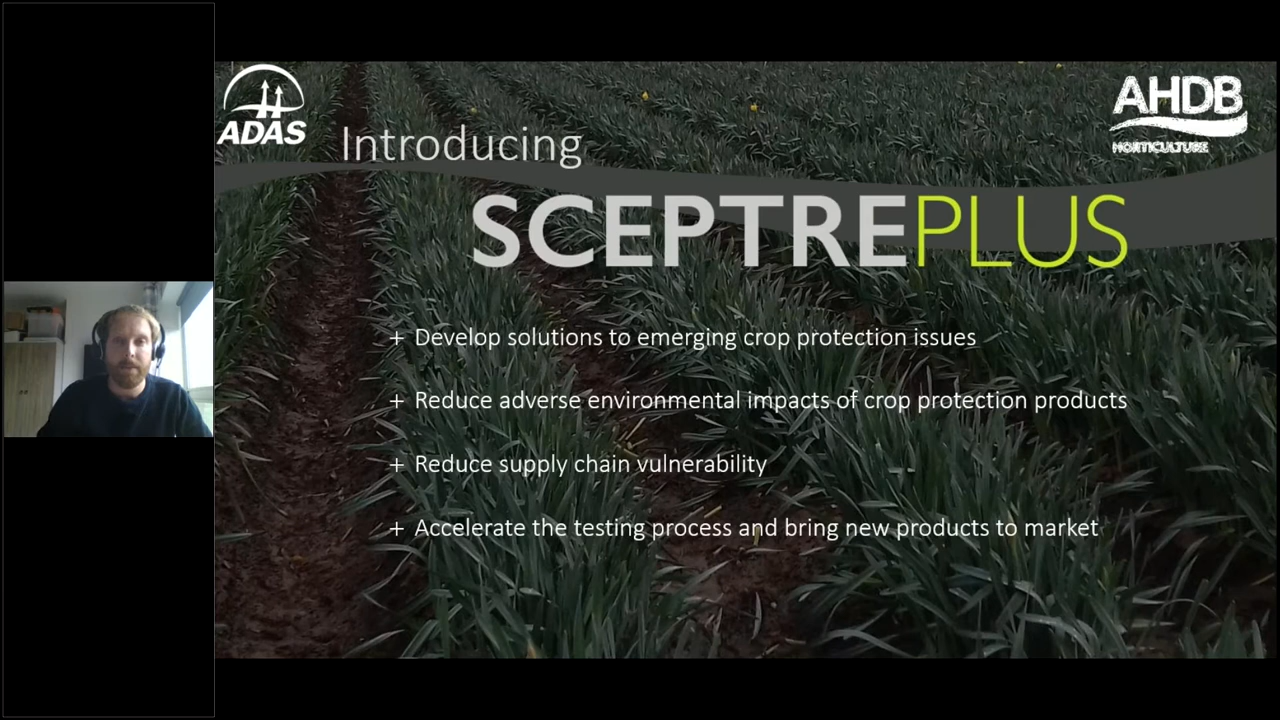 ADAS
AHDB
HORTICULTURE
Introducing
SCEPTREPLUS
+ Develop solutions to emerging crop protection issues
+ Reduce adverse environmental impacts of crop protection products
+ Reduce supply chain vulnerability
+ Accelerate the testing process and bring new products to market